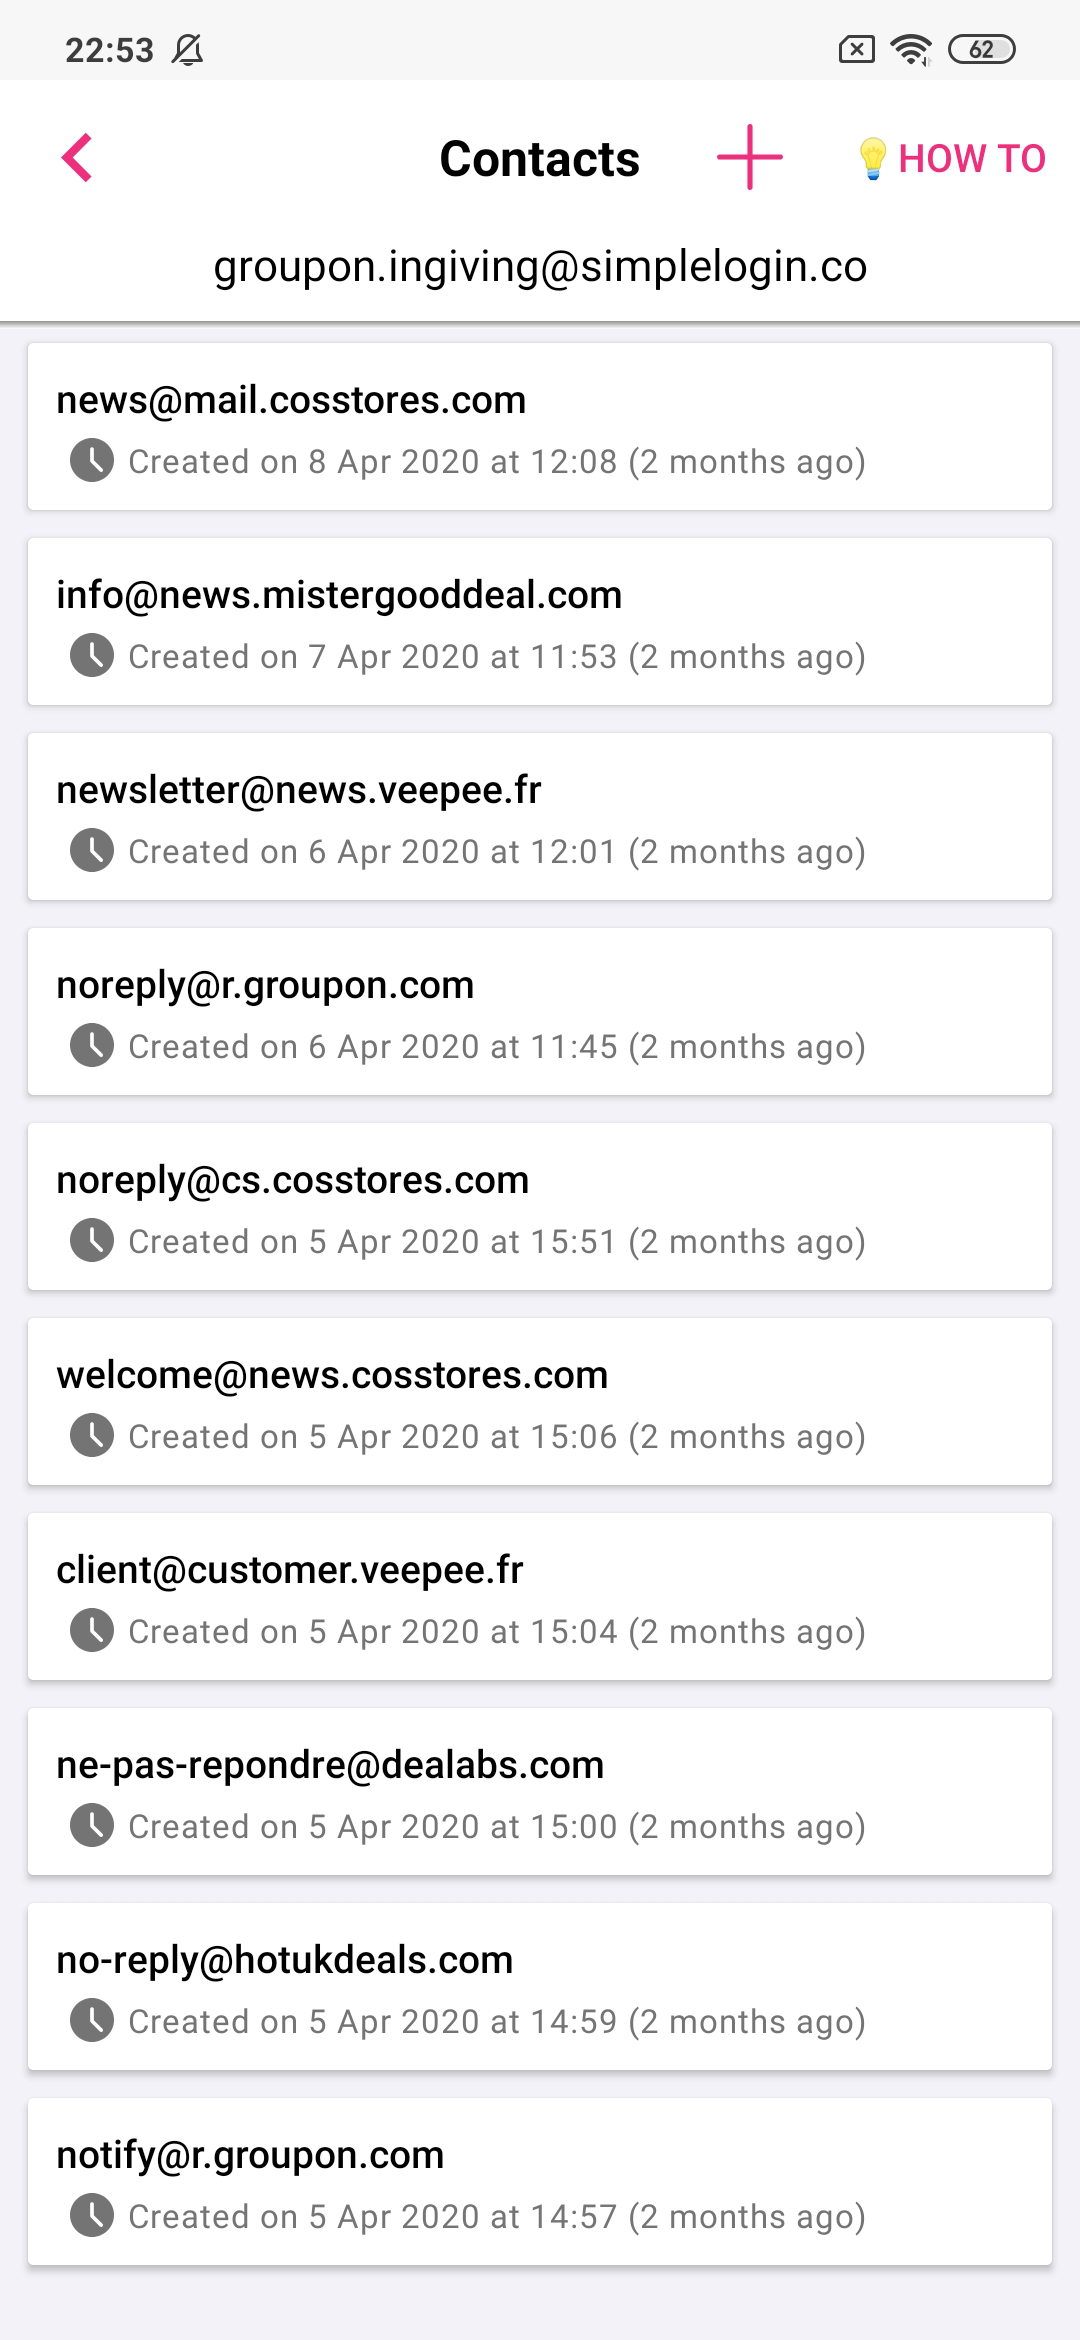 22:53
62
Contacts
HOW TO
groupon.ingiving@simplelogin.co
news@mail.cosstores.com
Created on 8 Apr 2020 at 12:08 (2 months ago)
info@news.mistergooddeal.com
Created on 7 Apr 2020 at 11:53 (2 months ago)
newsletter@news.veepee.fr
Created on 6 Apr 2020 at 12:01 (2 months ago)
noreply@r.groupon.com
Created on 6 Apr 2020 at 11:45 (2 months ago)
noreply@cs.cosstores.com
Created on 5 Apr 2020 at 15:51 (2 months ago)
welcome@news.cosstores.com
Created on 5 Apr 2020 at 15:06 (2 months ago)
client@customer.veepee.fr
Created on 5 Apr 2020 at 15:04 (2 months ago)
ne-pas-repondre@dealabs.com
Created on 5 Apr 2020 at 15:00 (2 months ago)
no-reply@hotukdeals.com
Created on 5 Apr 2020 at 14:59 (2 months ago)
notify@r.groupon.com
Created on 5 Apr 2020 at 14:57 (2 months ago)